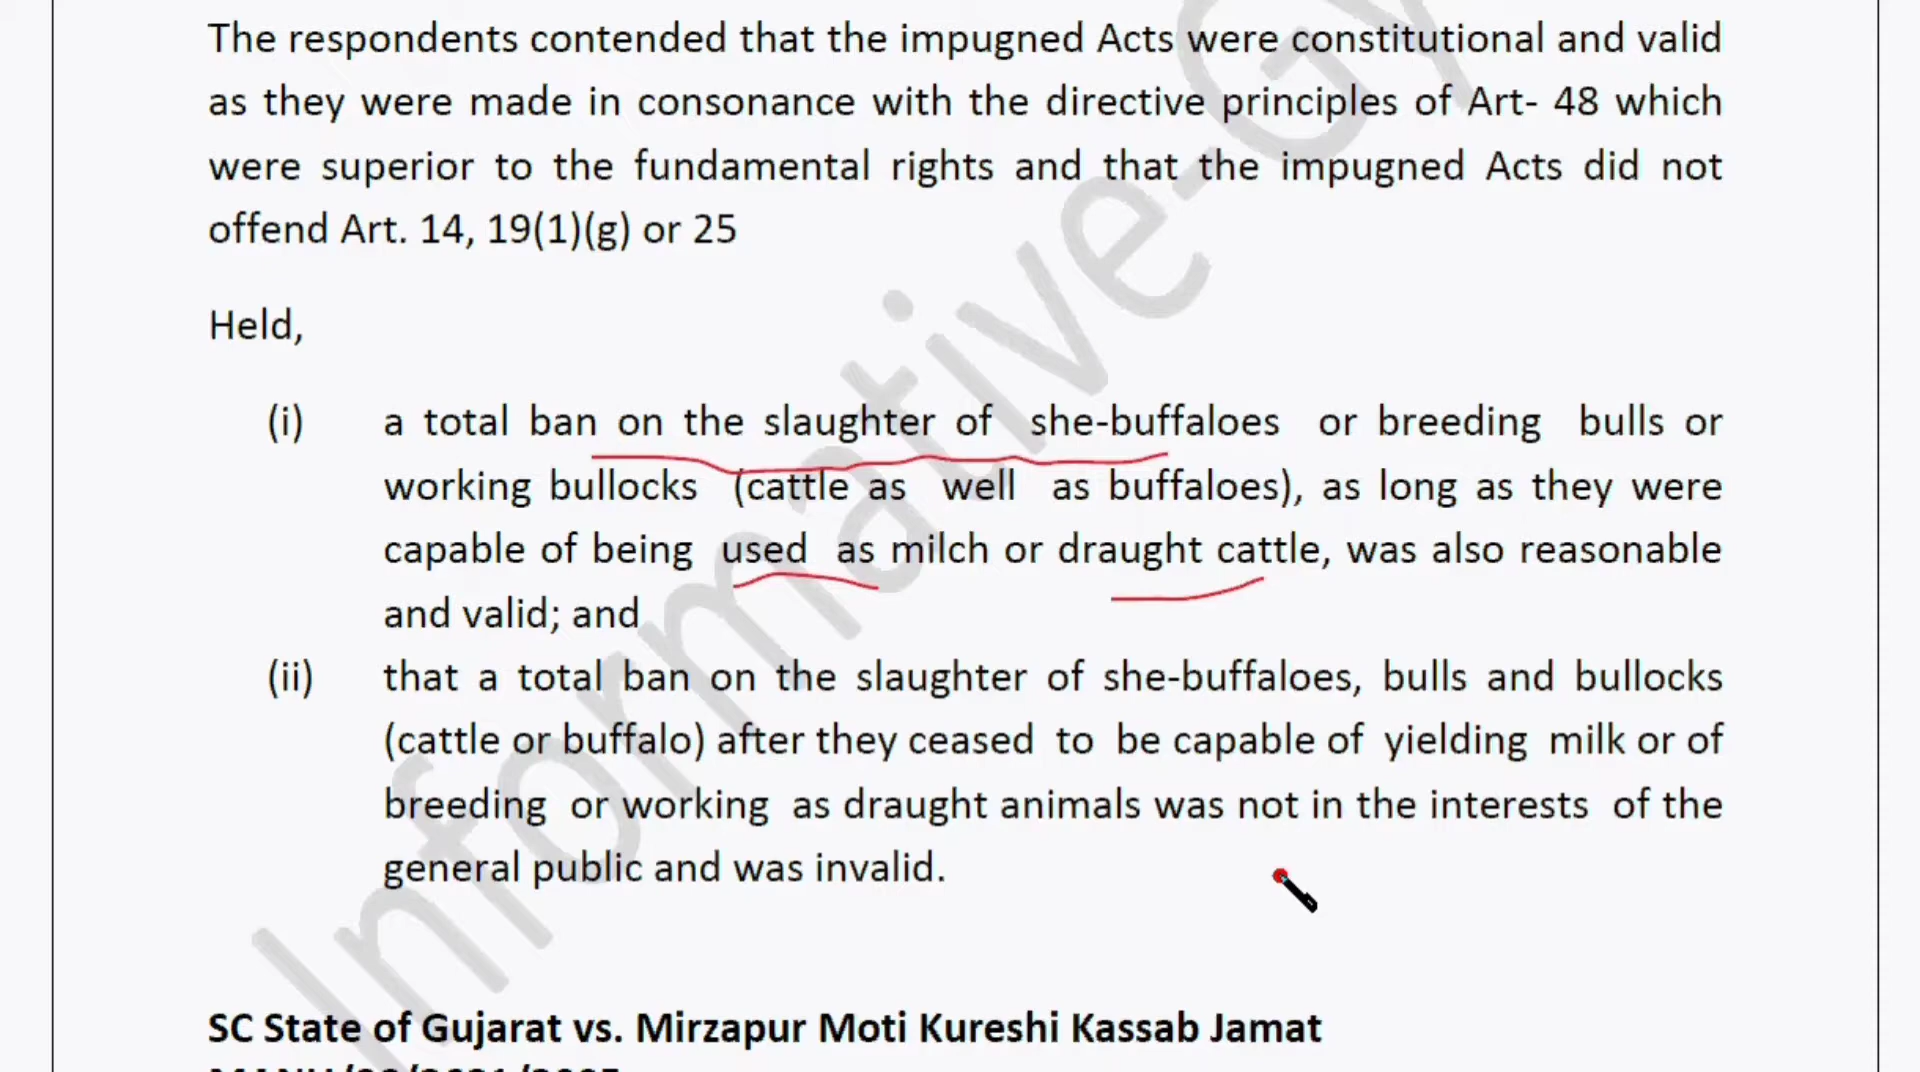 The respondents contended that the impugned Acts were constitutional and valid
as they were made in consonance with the directive principles of Art- 48 which
were superior to the fundamental rights and that the impugned Acts did not
offend Art. 14, 19(1)(g) or 25
Held,
(i) a total ban on the slaughter of she-buffaloes or breeding bulls or
working bullocks (cattle as well as buffaloes), as long as they were
capable of being used as milch or draught cattle, was also reasonable
and valid; and
(ii) that a total ban on the slaughter of she-buffaloes, bulls and bullocks
(cattle or buffalo) after they ceased to be capable of yielding milk or of
breeding or working as draught animals was not in the interests of the
general public and was invalid.
SC State of Gujarat vs. Mirzapur Moti Kureshi Kassab Jamat
Informative-Gy